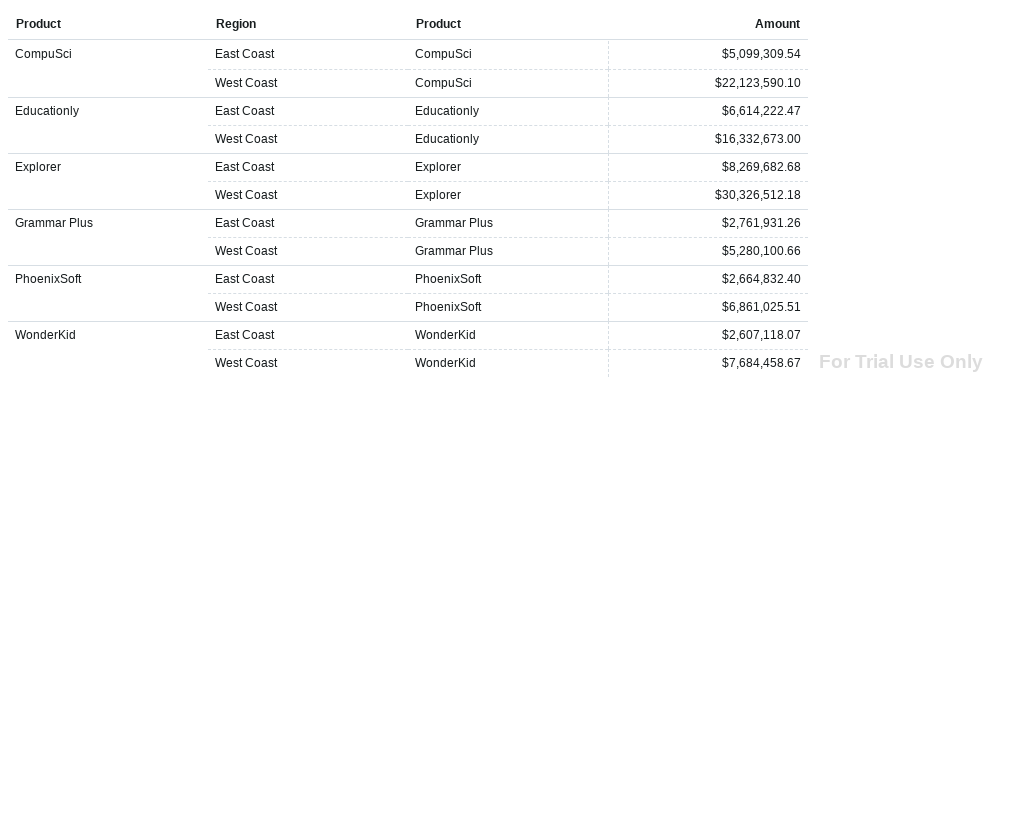 Product Region Product Amount
CompuSci East Coast CompuSci $5,099,309.54
West Coast CompuSci $22,123,590.10
Educationly East Coast Educationly $6,614,222.47
West Coast Educationly $16,332,673.00
Explorer East Coast Explorer $8,269,682.68
West Coast Explorer $30,326,512.18
Grammar Plus East Coast Grammar Plus $2,761,931.26
West Coast Grammar Plus $5,280,100.66
PhoenixSoft East Coast PhoenixSoft $2,664,832.40
West Coast PhoenixSoft $6,861,025.51
WonderKid East Coast WonderKid $2,607,118.07
West Coast WonderKid $7,684,458.67
For Trial Use Only